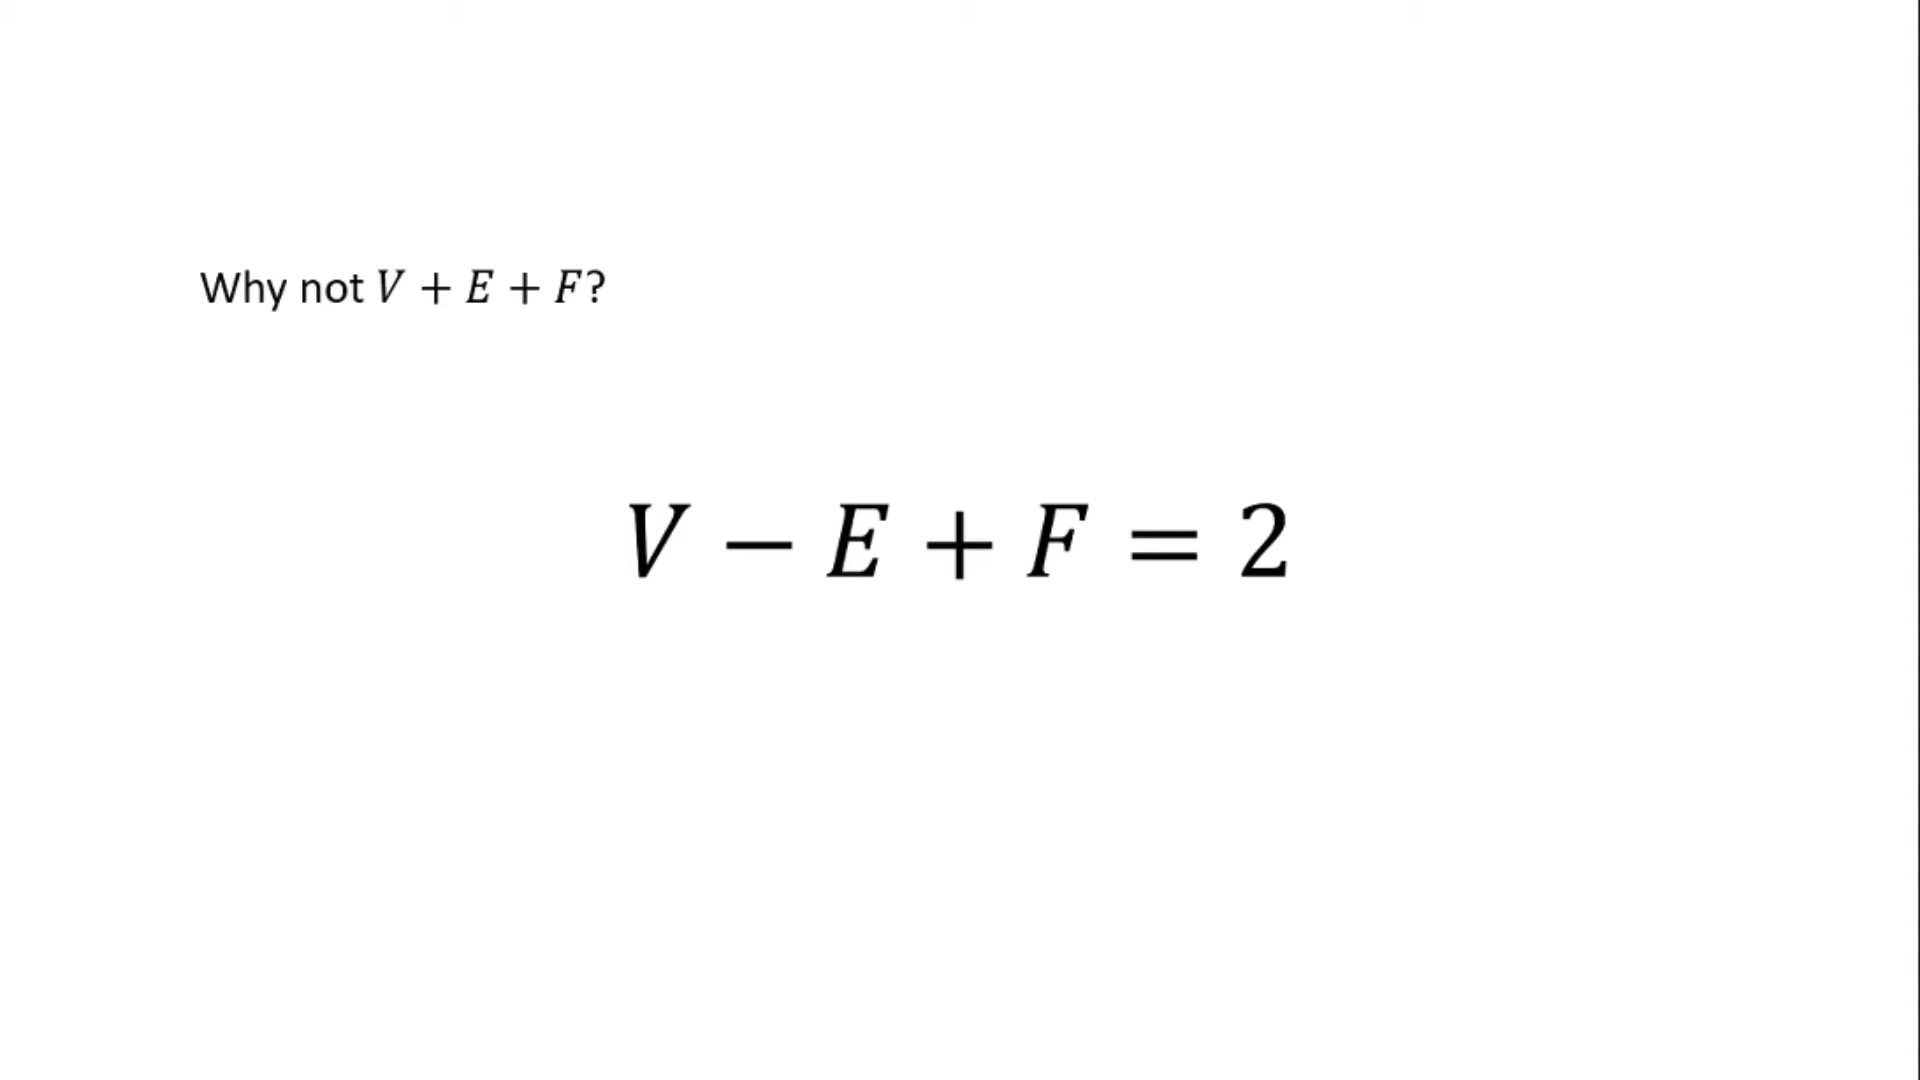 Why not V + E + F?
V − E + F = 2